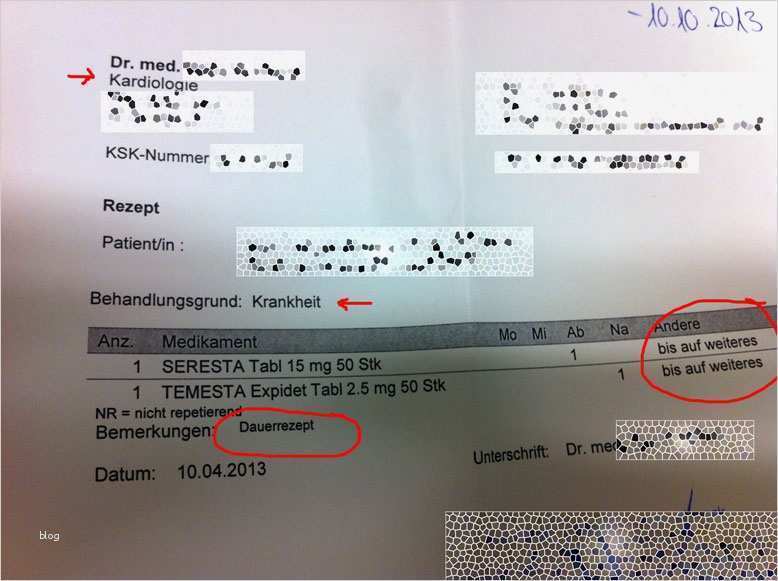 -10.10.2013
Dr. med.
Kardiologie
KSK-Nummer
Rezept
Patient/in :
Behandlungsgrund: Krankheit
Anz. Medikament Mo Mi Ab Na Andere
1 SERESTA Tabl 15 mg 50 Stk 1 bis auf weiteres
1 TEMESTA Expidet Tabl 2.5 mg 50 Stk 1 bis auf weiteres
NR = nicht repetierend
Bemerkungen: Dauerrezept
Unterschrift: Dr. med
Datum: 10.04.2013
blog